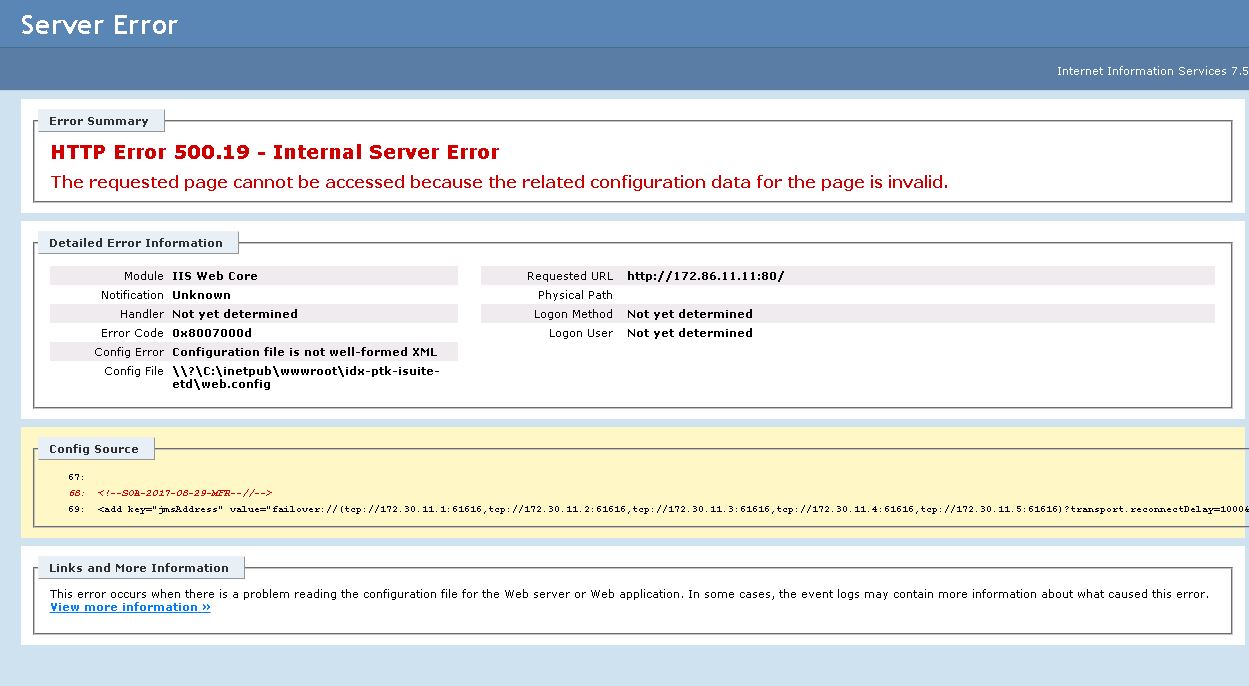 Server Error
Internet Information Services 7.5
Error Summary
HTTP Error 500.19 - Internal Server Error
The requested page cannot be accessed because the related configuration data for the page is invalid.
Detailed Error Information
Module IIS Web Core
Notification Unknown
Handler Not yet determined
Error Code 0x8007000d
Config Error Configuration file is not well-formed XML
Config File \\?\C:\inetpub\wwwroot\idx-ptk-isuite-
etd\web.config
Requested URL http://172.86.11.11:80/
Physical Path
Logon Method Not yet determined
Logon User Not yet determined
Config Source
67:
68: <!--SOA-2017-08-29-MFR--//-->
69: <add key="jmsAddress" value="failover://(tcp://172.30.11.1:61616,tcp://172.30.11.2:61616,tcp://172.30.11.3:61616,tcp://172.30.11.4:61616,tcp://172.30.11.5:61616)?transport.reconnectDelay=1000&
Links and More Information
This error occurs when there is a problem reading the configuration file for the Web server or Web application. In some cases, the event logs may contain more information about what caused this error.
View more information »